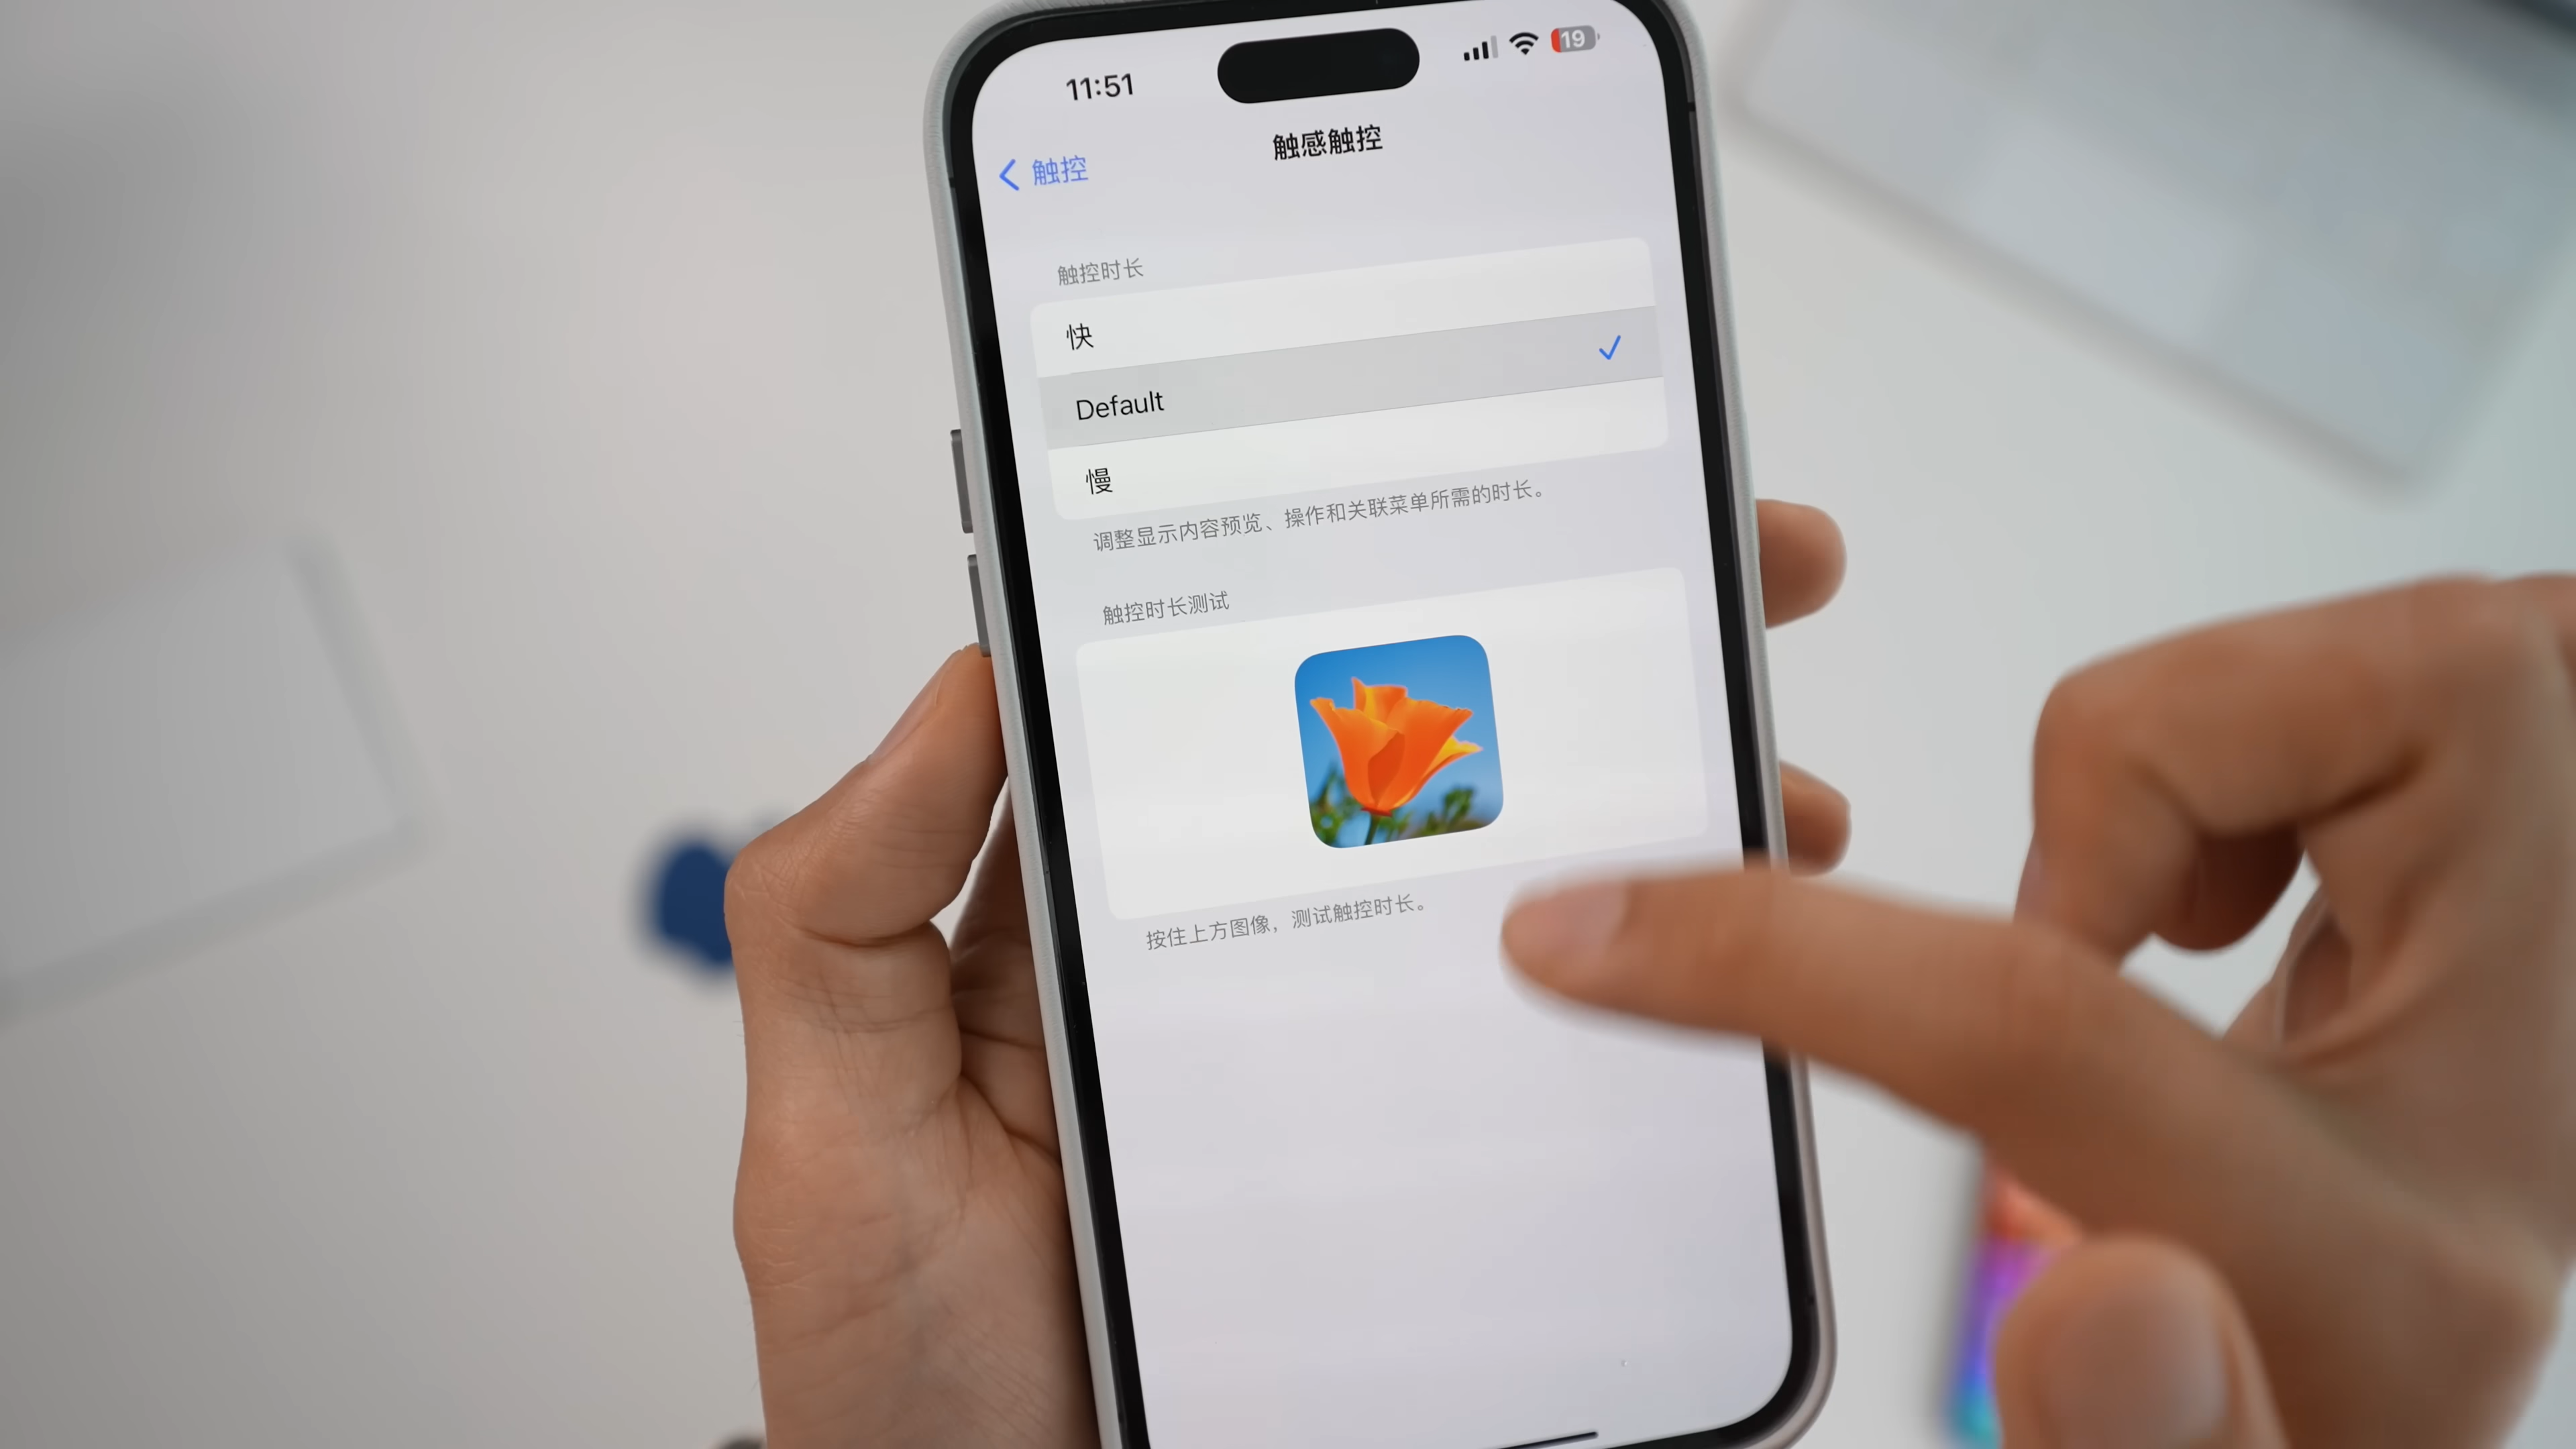 11:51
19
触控
触感触控
触控时长
快
Default
慢
调整显示内容预览、操作和关联菜单所需的时长。
触控时长测试
按住上方图像，测试触控时长。